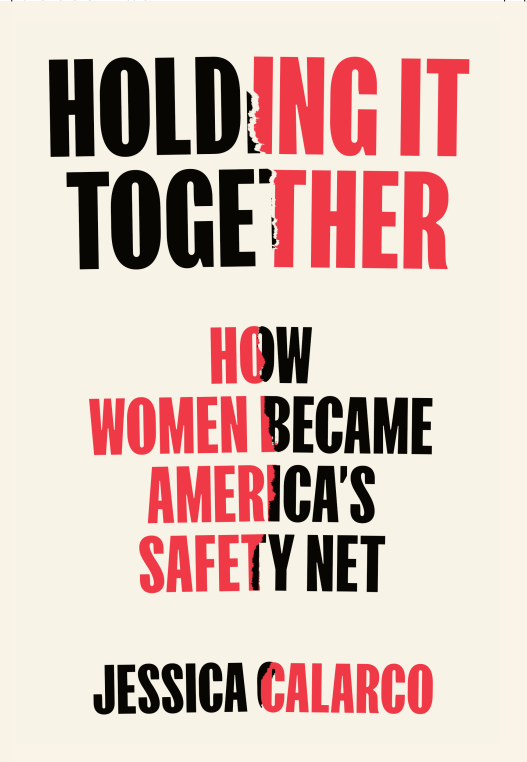 HOLDING IT
TOGETHER
HOW
WOMEN BECAME
AMERICA'S
SAFETY NET
JESSICA CALARCO